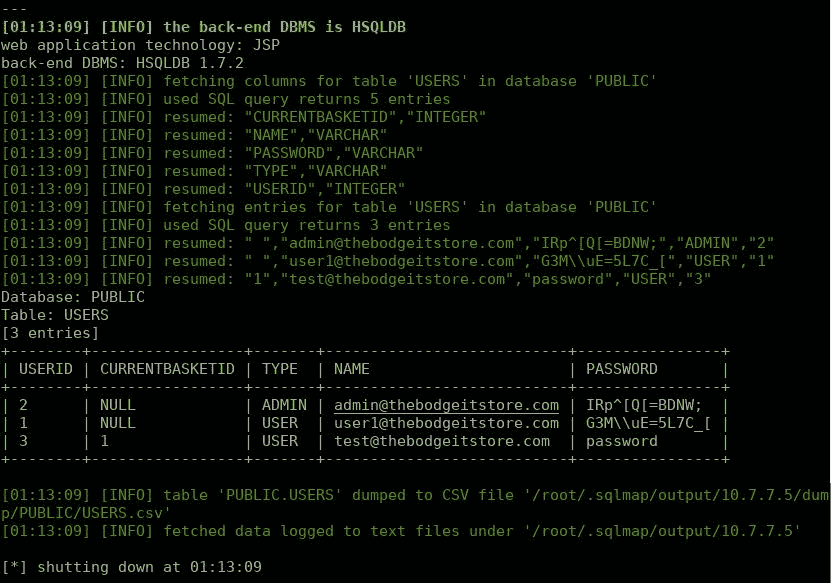 ---
[01:13:09] [INFO] the back-end DBMS is HSQLDB
web application technology: JSP
back-end DBMS: HSQLDB 1.7.2
[01:13:09] [INFO] fetching columns for table 'USERS' in database 'PUBLIC'
[01:13:09] [INFO] used SQL query returns 5 entries
[01:13:09] [INFO] resumed: "CURRENTBASKETID","INTEGER"
[01:13:09] [INFO] resumed: "NAME","VARCHAR"
[01:13:09] [INFO] resumed: "PASSWORD","VARCHAR"
[01:13:09] [INFO] resumed: "TYPE","VARCHAR"
[01:13:09] [INFO] resumed: "USERID","INTEGER"
[01:13:09] [INFO] fetching entries for table 'USERS' in database 'PUBLIC'
[01:13:09] [INFO] used SQL query returns 3 entries
[01:13:09] [INFO] resumed: " ","admin@thebodgeitstore.com","IRp^[Q[=BDNW;","ADMIN","2"
[01:13:09] [INFO] resumed: " ","user1@thebodgeitstore.com","G3M\\uE=5L7C_[","USER","1"
[01:13:09] [INFO] resumed: "1","test@thebodgeitstore.com","password","USER","3"
Database: PUBLIC
Table: USERS
[3 entries]
+--------+-----------------+-------+---------------------------+----------------+
| USERID | CURRENTBASKETID | TYPE  | NAME                      | PASSWORD       |
+--------+-----------------+-------+---------------------------+----------------+
| 2      | NULL            | ADMIN | admin@thebodgeitstore.com | IRp^[Q[=BDNW;  |
| 1      | NULL            | USER  | user1@thebodgeitstore.com | G3M\\uE=5L7C_[ |
| 3      | 1               | USER  | test@thebodgeitstore.com  | password       |
+--------+-----------------+-------+---------------------------+----------------+
[01:13:09] [INFO] table 'PUBLIC.USERS' dumped to CSV file '/root/.sqlmap/output/10.7.7.5/dum
p/PUBLIC/USERS.csv'
[01:13:09] [INFO] fetched data logged to text files under '/root/.sqlmap/output/10.7.7.5'
[*] shutting down at 01:13:09